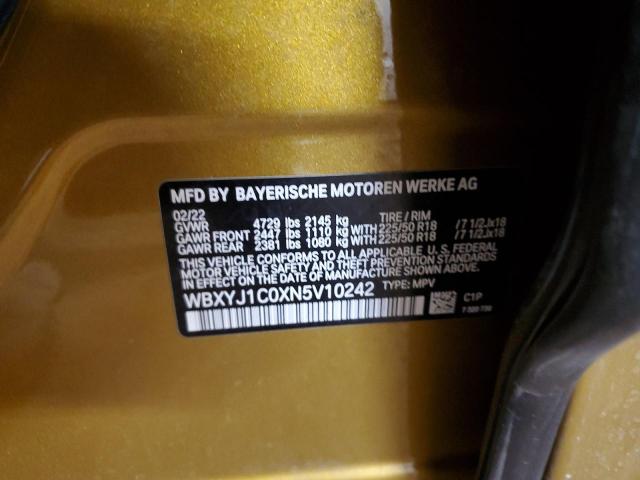 MFD BY BAYERISCHE MOTOREN WERKE AG
02/22 TIRE / RIM
GVWR 4729 lbs 2145 kg
GAWR FRONT 2447 lbs 1110 kg WITH 225/50 R18 / 7 1/2Jx18
GAWR REAR 2381 lbs 1080 kg WITH 225/50 R18 / 7 1/2Jx18
THIS VEHICLE CONFORMS TO ALL APPLICABLE U. S. FEDERAL
MOTOR VEHICLE SAFETY, BUMPER, AND THEFT PREVENTION STANDARDS
IN EFFECT ON THE DATE OF MANUFACTURE SHOWN ABOVE.
WBXYJ1C0XN5V10242 TYPE: MPV
C1P